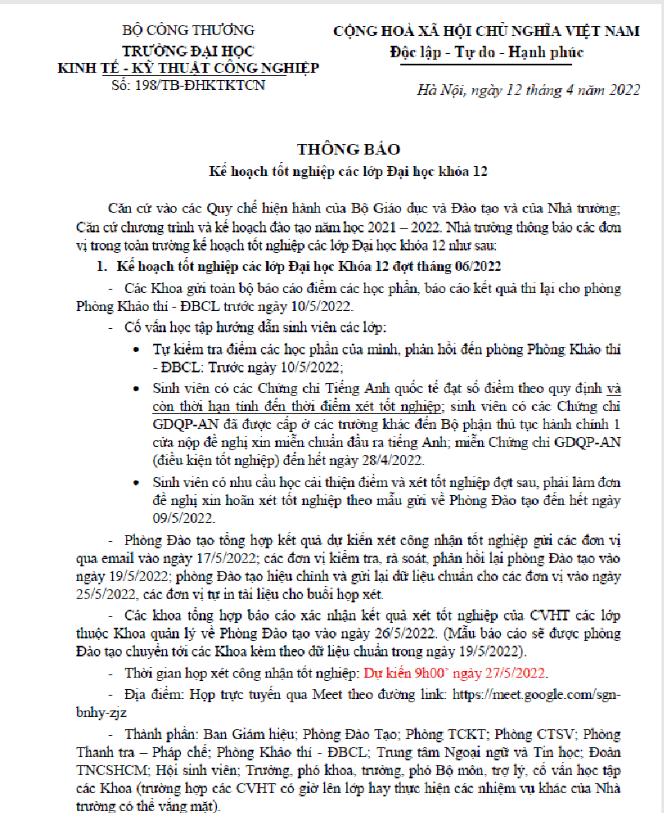 BỘ CÔNG THƯƠNG
TRƯỜNG ĐẠI HỌC
KINH TẾ - KỸ THUẬT CÔNG NGHIỆP
Số: 198/TB-ĐHKTKTCN
CỘNG HOÀ XÃ HỘI CHỦ NGHĨA VIỆT NAM
Độc lập - Tự do - Hạnh phúc
Hà Nội, ngày 12 tháng 4 năm 2022
THÔNG BÁO
Kế hoạch tốt nghiệp các lớp Đại học khóa 12
Căn cứ vào các Quy chế hiện hành của Bộ Giáo dục và Đào tạo và của Nhà trường;
Căn cứ chương trình và kế hoạch đào tạo năm học 2021 – 2022. Nhà trường thông báo các đơn
vị trong toàn trường kế hoạch tốt nghiệp các lớp Đại học khóa 12 như sau:
1. Kế hoạch tốt nghiệp các lớp Đại học Khóa 12 đợt tháng 06/2022
- Các Khoa gửi toàn bộ báo cáo điểm các học phần, báo cáo kết quả thi lại cho phòng
Phòng Khảo thí - ĐBCL trước ngày 10/5/2022.
- Cố vấn học tập hướng dẫn sinh viên các lớp:
• Tự kiểm tra điểm các học phần của mình, phản hồi đến phòng Phòng Khảo thí
- ĐBCL: Trước ngày 10/5/2022;
• Sinh viên có các Chứng chỉ Tiếng Anh quốc tế đạt số điểm theo quy định và
còn thời hạn tính đến thời điểm xét tốt nghiệp; sinh viên có các Chứng chỉ
GDQP-AN đã được cấp ở các trường khác đến Bộ phận thủ tục hành chính 1
cửa nộp đề nghị xin miễn chuẩn đầu ra tiếng Anh; miễn Chứng chỉ GDQP-AN
(điều kiện tốt nghiệp) đến hết ngày 28/4/2022.
• Sinh viên có nhu cầu học cải thiện điểm và xét tốt nghiệp đợt sau, phải làm đơn
đề nghị xin hoãn xét tốt nghiệp theo mẫu gửi về Phòng Đào tạo đến hết ngày
09/5/2022.
- Phòng Đào tạo tổng hợp kết quả dự kiến xét công nhận tốt nghiệp gửi các đơn vị
qua email vào ngày 17/5/2022; các đơn vị kiểm tra, rà soát, phản hồi lại phòng Đào tạo vào
ngày 19/5/2022; phòng Đào tạo hiệu chỉnh và gửi lại dữ liệu chuẩn cho các đơn vị vào ngày
25/5/2022, các đơn vị tự in tài liệu cho buổi họp xét.
- Các khoa tổng hợp báo cáo xác nhận kết quả xét tốt nghiệp của CVHT các lớp
thuộc Khoa quản lý về Phòng Đào tạo vào ngày 26/5/2022. (Mẫu báo cáo sẽ được phòng
Đào tạo chuyển tới các Khoa kèm theo dữ liệu chuẩn trong ngày 19/5/2022).
- Thời gian họp xét công nhận tốt nghiệp: Dự kiến 9h00' ngày 27/5/2022.
- Địa điểm: Họp trực tuyến qua Meet theo đường link: https://meet.google.com/sgn-
bnhy-zjz
- Thành phần: Ban Giám hiệu; Phòng Đào Tạo; Phòng TCKT; Phòng CTSV; Phòng
Thanh tra – Pháp chế; Phòng Khảo thí - ĐBCL; Trung tâm Ngoại ngữ và Tin học; Đoàn
TNCSHCM; Hội sinh viên; Trưởng, phó khoa, trưởng, phó Bộ môn, trợ lý, cố vấn học tập
các Khoa (trường hợp các CVHT có giờ lên lớp hay thực hiện các nhiệm vụ khác của Nhà
trường có thể vắng mặt).